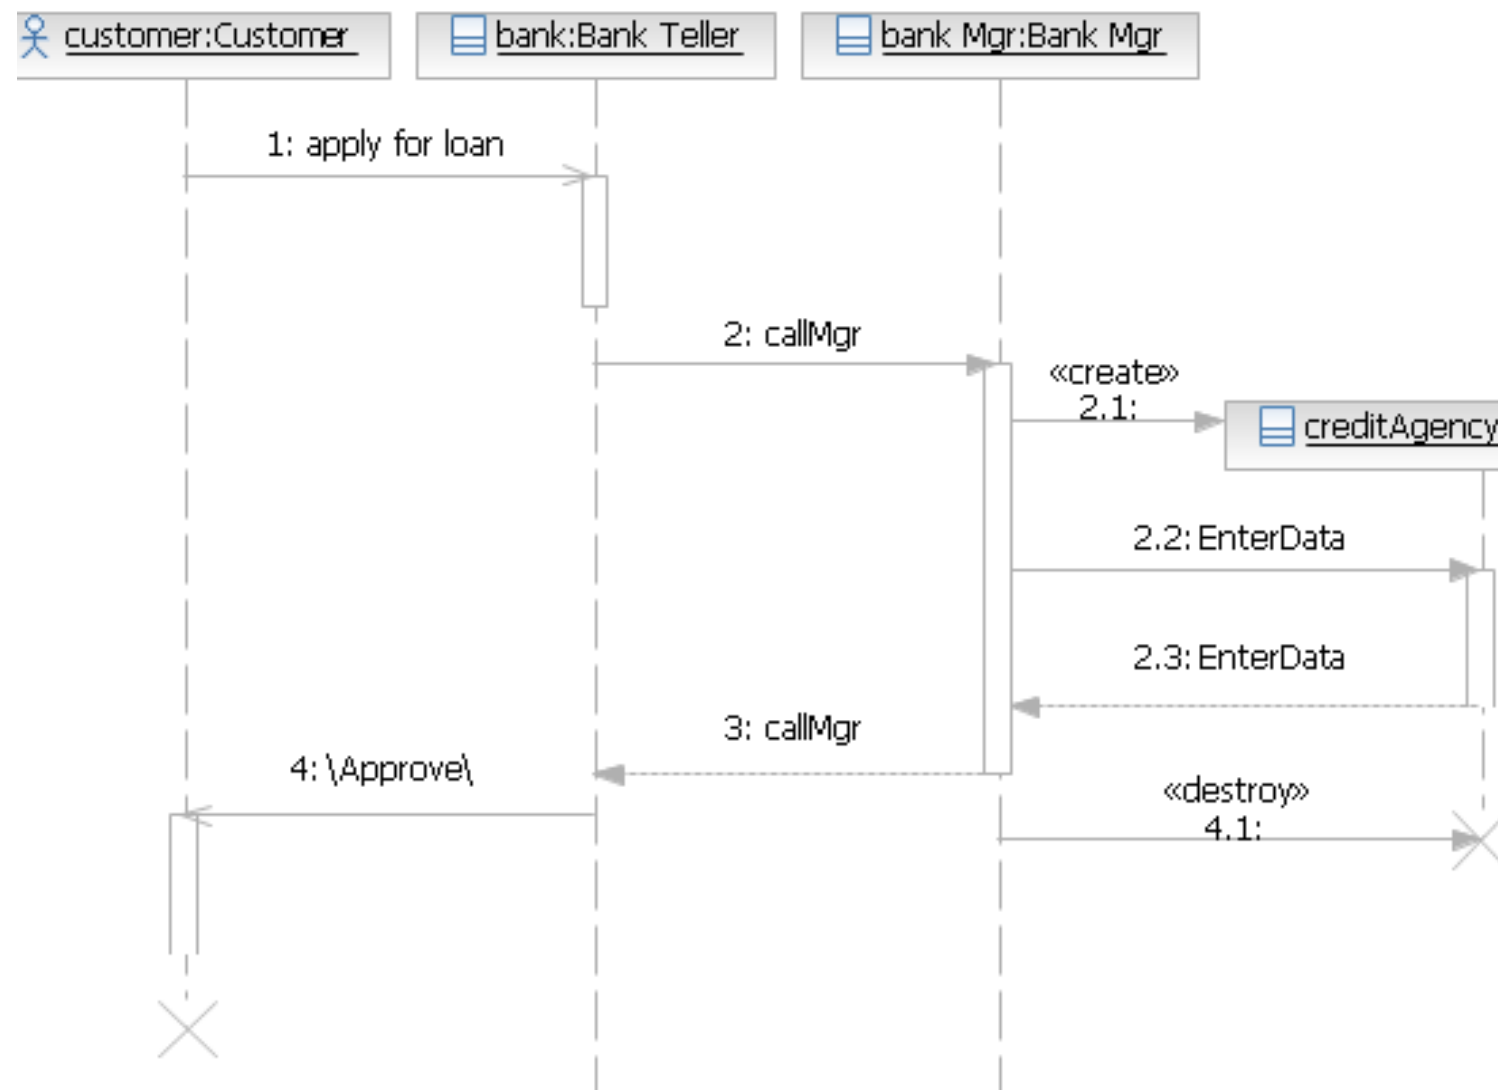 customer:Customer
bank:Bank Teller
bank Mgr:Bank Mgr
1: apply for loan
2: callMgr
«create»
2.1:
creditAgency
2.2: EnterData
2.3: EnterData
3: callMgr
4: \Approve\
«destroy»
4.1: